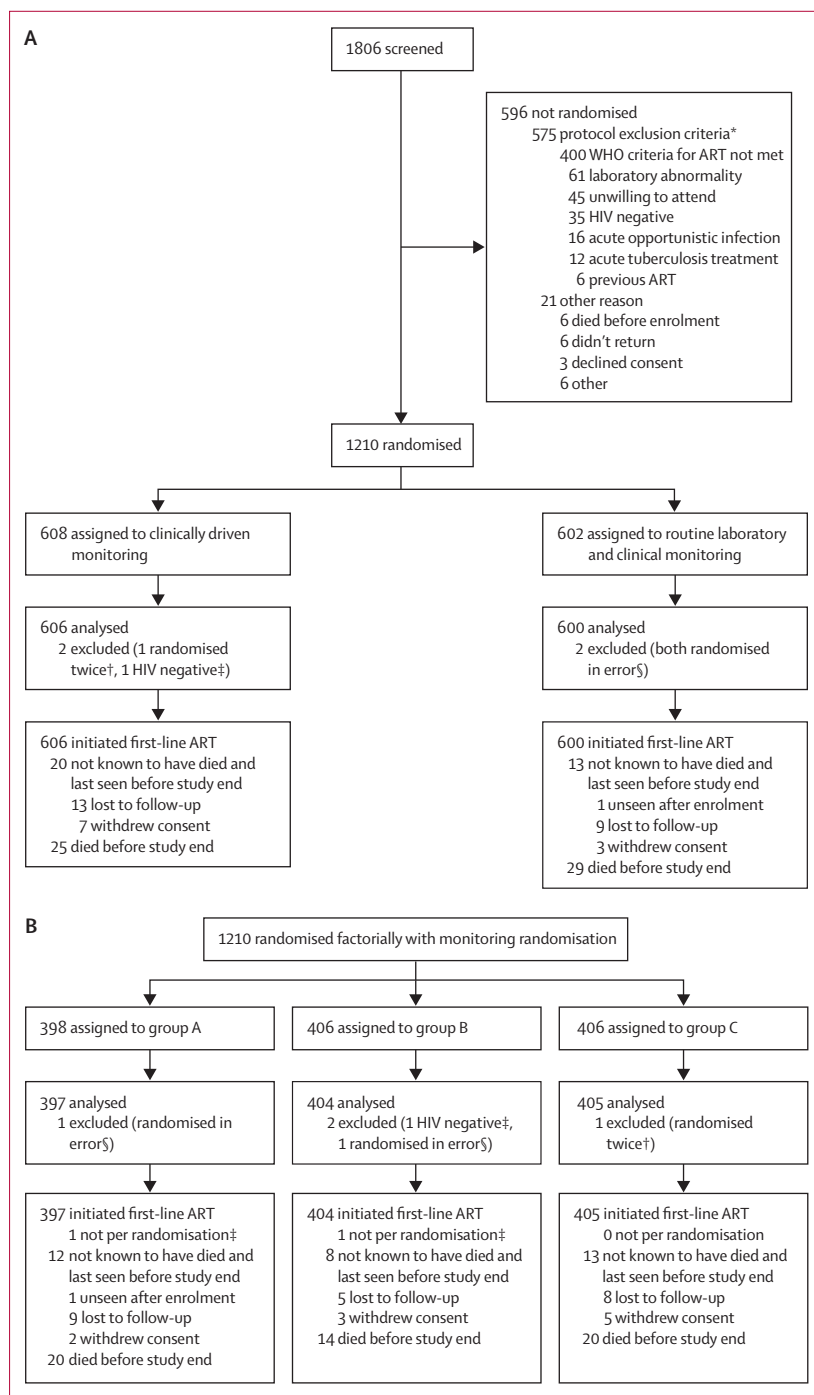 A
1806 screened
596 not randomised
575 protocol exclusion criteria*
400 WHO criteria for ART not met
61 laboratory abnormality
45 unwilling to attend
35 HIV negative
16 acute opportunistic infection
12 acute tuberculosis treatment
6 previous ART
21 other reason
6 died before enrolment
6 didn't return
3 declined consent
6 other
1210 randomised
608 assigned to clinically driven
monitoring
602 assigned to routine laboratory
and clinical monitoring
606 analysed
2 excluded (1 randomised
twice†, 1 HIV negative‡)
600 analysed
2 excluded (both randomised
in error§)
606 initiated first-line ART
20 not known to have died and
last seen before study end
13 lost to follow-up
7 withdrew consent
25 died before study end
600 initiated first-line ART
13 not known to have died and
last seen before study end
1 unseen after enrolment
9 lost to follow-up
3 withdrew consent
29 died before study end
B
1210 randomised factorially with monitoring randomisation
398 assigned to group A
406 assigned to group B
406 assigned to group C
397 analysed
1 excluded (randomised in
error§)
404 analysed
2 excluded (1 HIV negative‡,
1 randomised in error§)
405 analysed
1 excluded (randomised
twice†)
397 initiated first-line ART
1 not per randomisation‡
12 not known to have died and
last seen before study end
1 unseen after enrolment
9 lost to follow-up
2 withdrew consent
20 died before study end
404 initiated first-line ART
1 not per randomisation‡
8 not known to have died and
last seen before study end
5 lost to follow-up
3 withdrew consent
14 died before study end
405 initiated first-line ART
0 not per randomisation
13 not known to have died and
last seen before study end
8 lost to follow-up
5 withdrew consent
20 died before study end